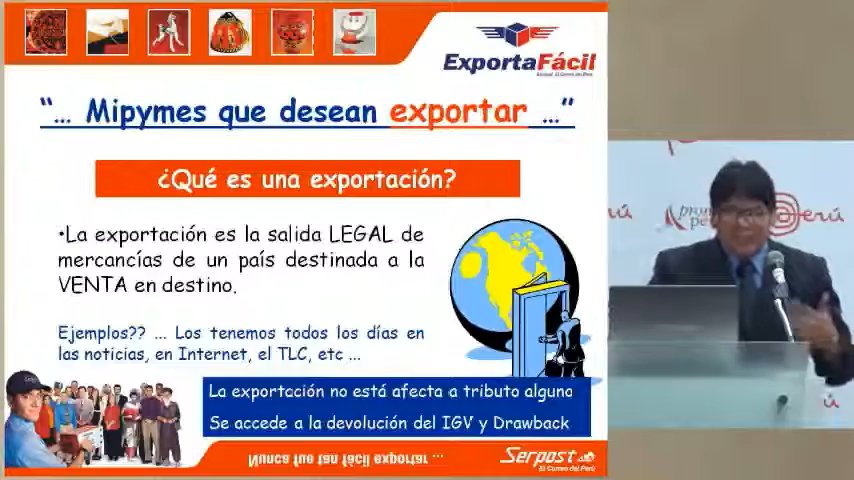 ExportaFácil
“... Mipymes que desean exportar ...”
¿Qué es una exportación?
•La exportación es la salida LEGAL de
mercancías de un país destinada a la
VENTA en destino.
Ejemplos?? ... Los tenemos todos los días en
las noticias, en Internet, el TLC, etc ...
La exportación no está afecta a tributo alguno
Se accede a la devolución del IGV y Drawback
Nunca fue tan fácil exportar ...
Serpost
El Correo del Perú
prom
pe
erú